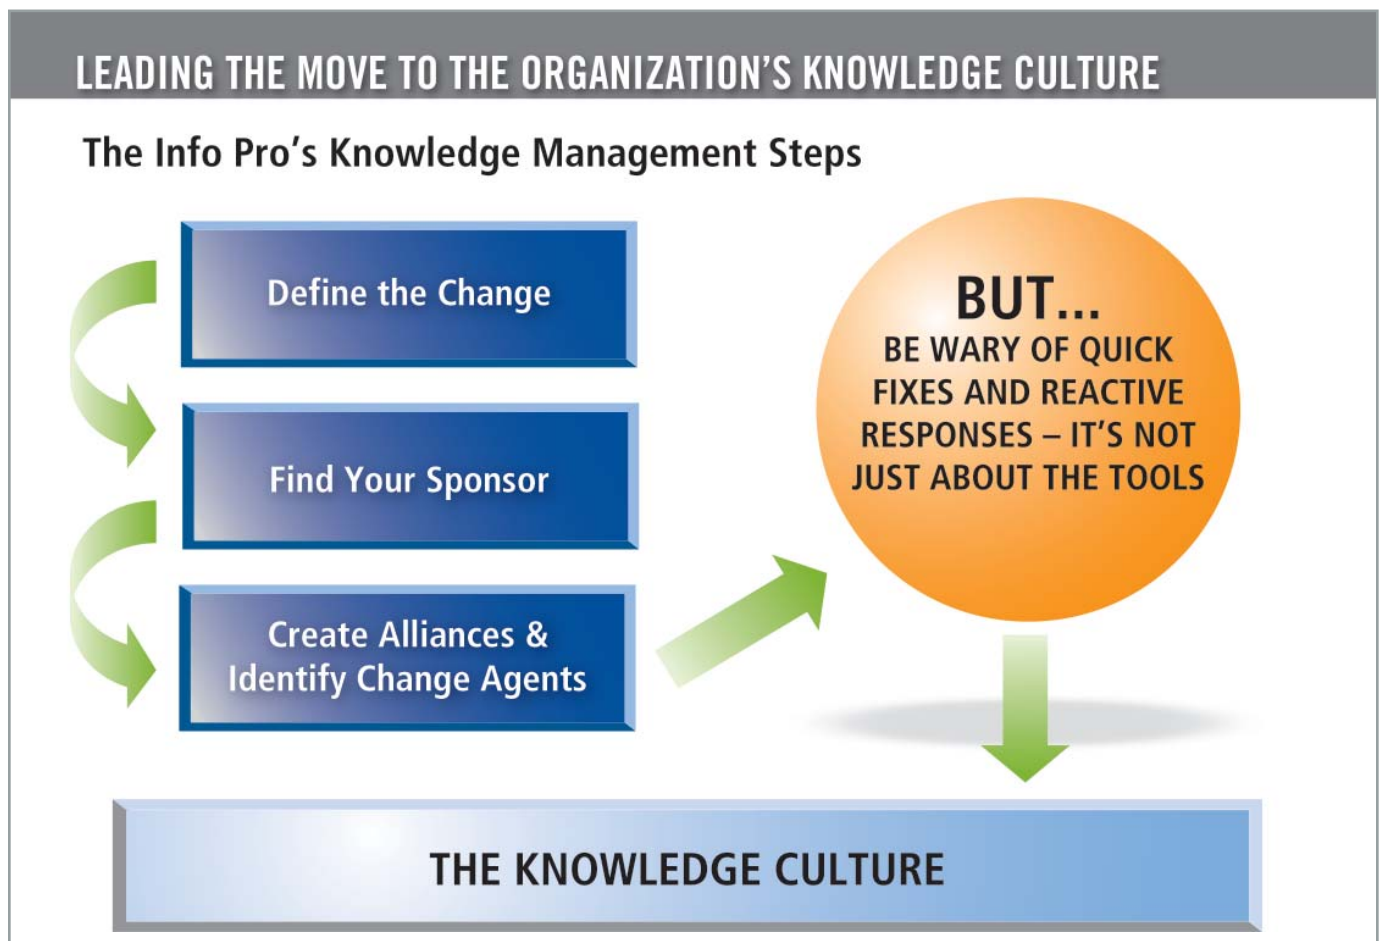 LEADING THE MOVE TO THE ORGANIZATION’S KNOWLEDGE CULTURE
The Info Pro’s Knowledge Management Steps
Define the Change
Find Your Sponsor
Create Alliances &
Identify Change Agents
BUT...
BE WARY OF QUICK
FIXES AND REACTIVE
RESPONSES – IT’S NOT
JUST ABOUT THE TOOLS
THE KNOWLEDGE CULTURE